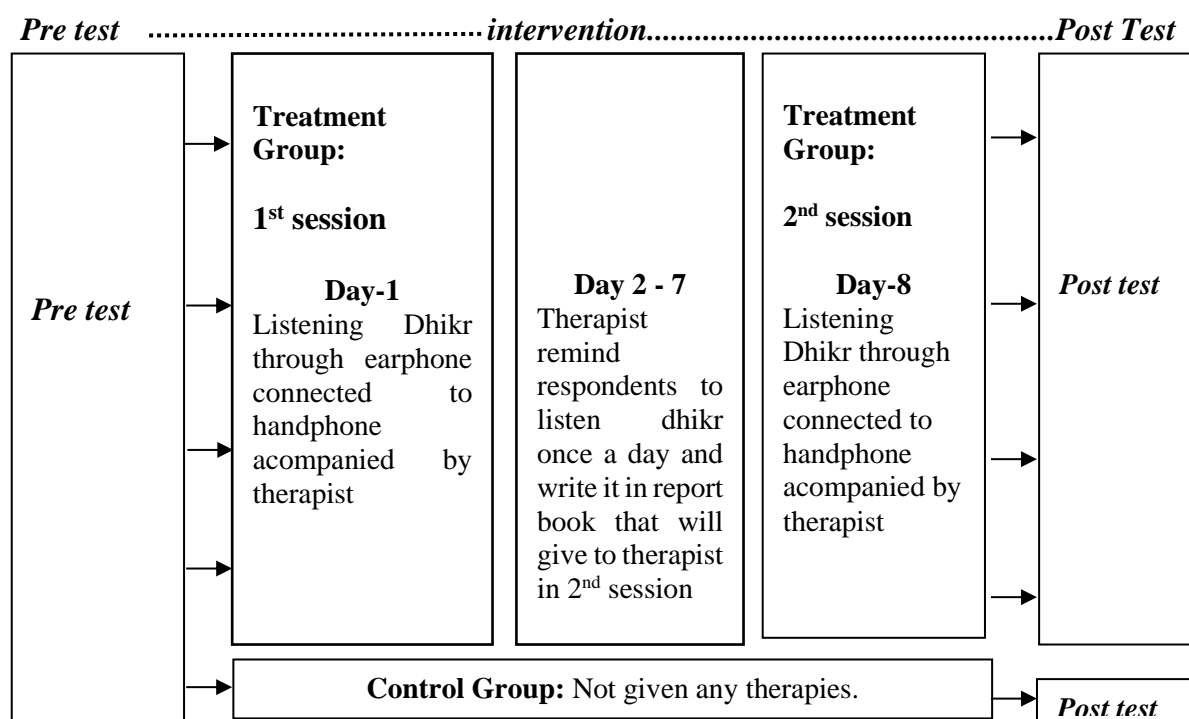 Pre test ........................intervention.............................................................Post Test
Pre test
Treatment
Group:
1st session
Day-1
Listening Dhikr
through earphone
connected to
handphone
acompanied by
therapist
Day 2 - 7
Therapist
remind
respondents to
listen dhikr
once a day and
write it in report
book that will
give to therapist
in 2nd session
Treatment
Group:
2nd session
Day-8
Listening
Dhikr through
earphone
connected to
handphone
acompanied by
therapist
Post test
Control Group: Not given any therapies.
Post test